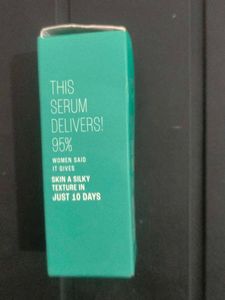 THIS
SERUM
DELIVERS!
95%
WOMEN SAID
IT GIVES
SKIN A SILKY
TEXTURE IN
JUST 10 DAYS